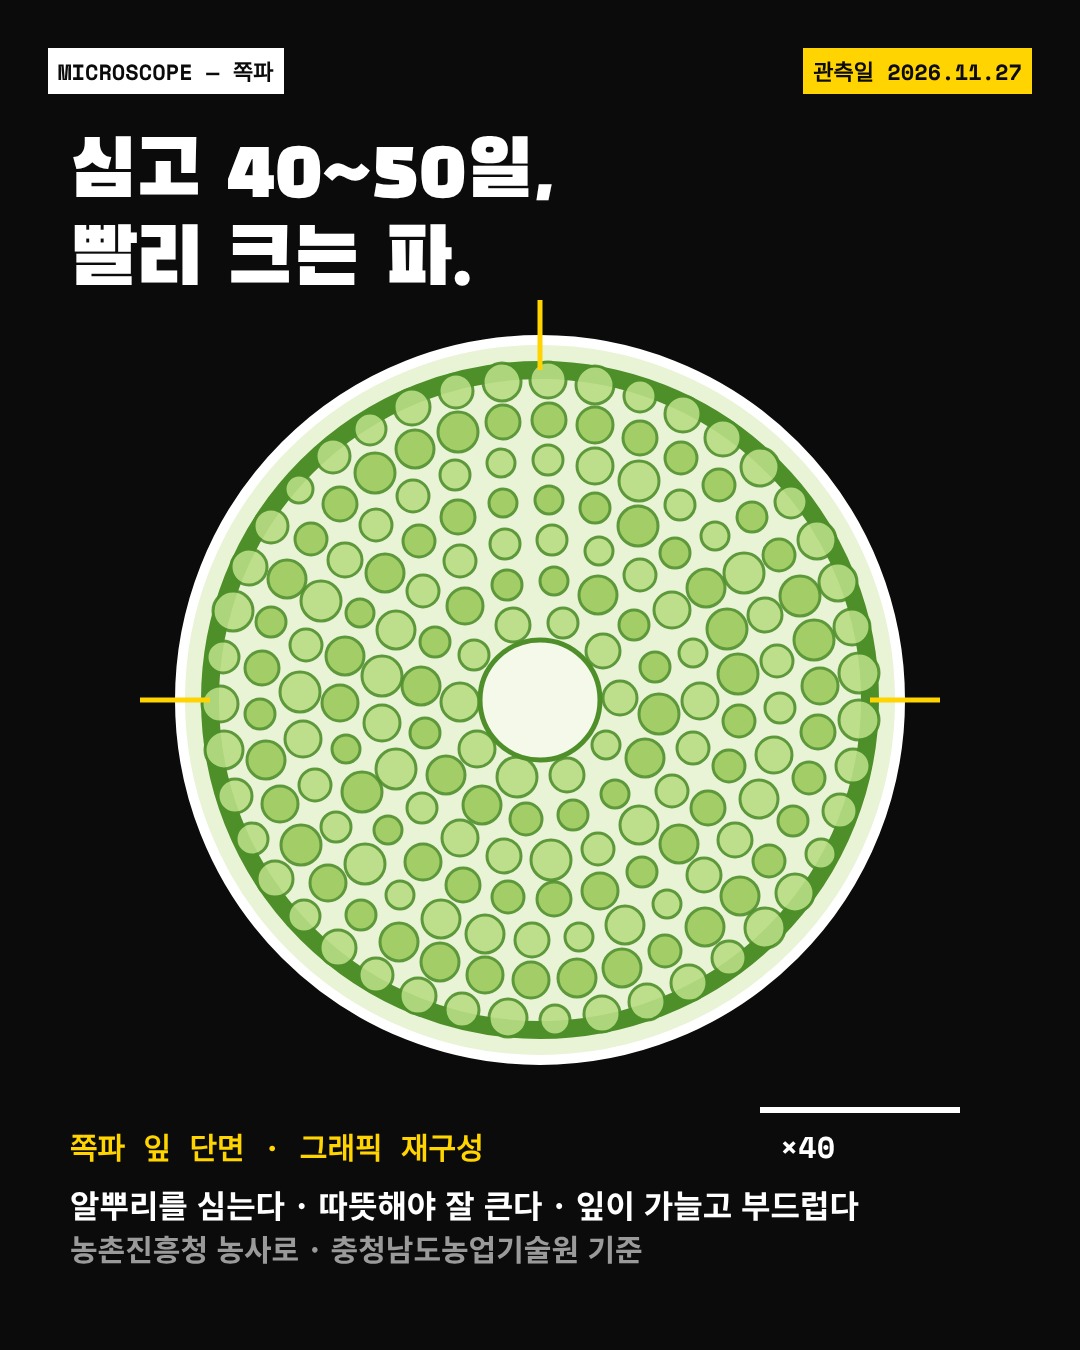 MICROSCOPE — 쪽파
관측일 2026.11.27
심고 40~50일,
빨리 크는 파.
쪽파 잎 단면 · 그래픽 재구성
×40
알뿌리를 심는다 · 따뜻해야 잘 큰다 · 잎이 가늘고 부드럽다
농촌진흥청 농사로 · 충청남도농업기술원 기준